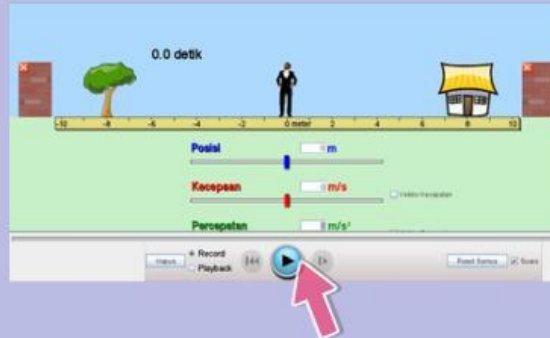 0.0 detik
-10 -8 -6 -4 -2 0 meter 2 4 6 8 10
Posisi m
Kecepaan m/s
Percepatan m/s²
Record
Playback
Reset Semua